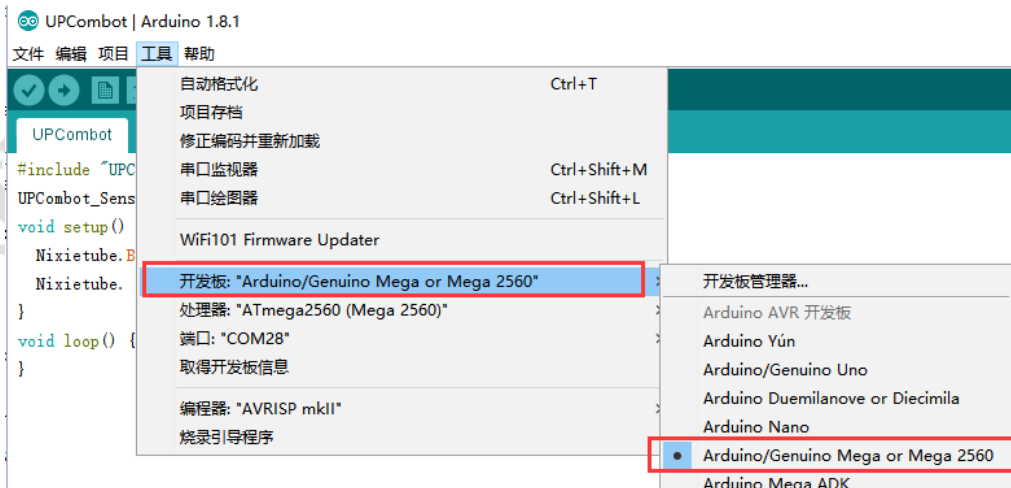 UPCombot | Arduino 1.8.1
文件 编辑 项目 工具 帮助
UPCombot
#include "UPC
UPCombot_Sens
void setup()
Nixietube.B
Nixietube.
}
void loop() {
}
自动格式化 Ctrl+T
项目存档
修正编码并重新加载
串口监视器 Ctrl+Shift+M
串口绘图器 Ctrl+Shift+L
WiFi101 Firmware Updater
开发板: "Arduino/Genuino Mega or Mega 2560"
处理器: "ATmega2560 (Mega 2560)"
端口: "COM28"
取得开发板信息
编程器: "AVRISP mkII"
烧录引导程序
开发板管理器...
Arduino AVR 开发板
Arduino Yún
Arduino/Genuino Uno
Arduino Duemilanove or Diecimila
Arduino Nano
Arduino/Genuino Mega or Mega 2560
Arduino Mega ADK